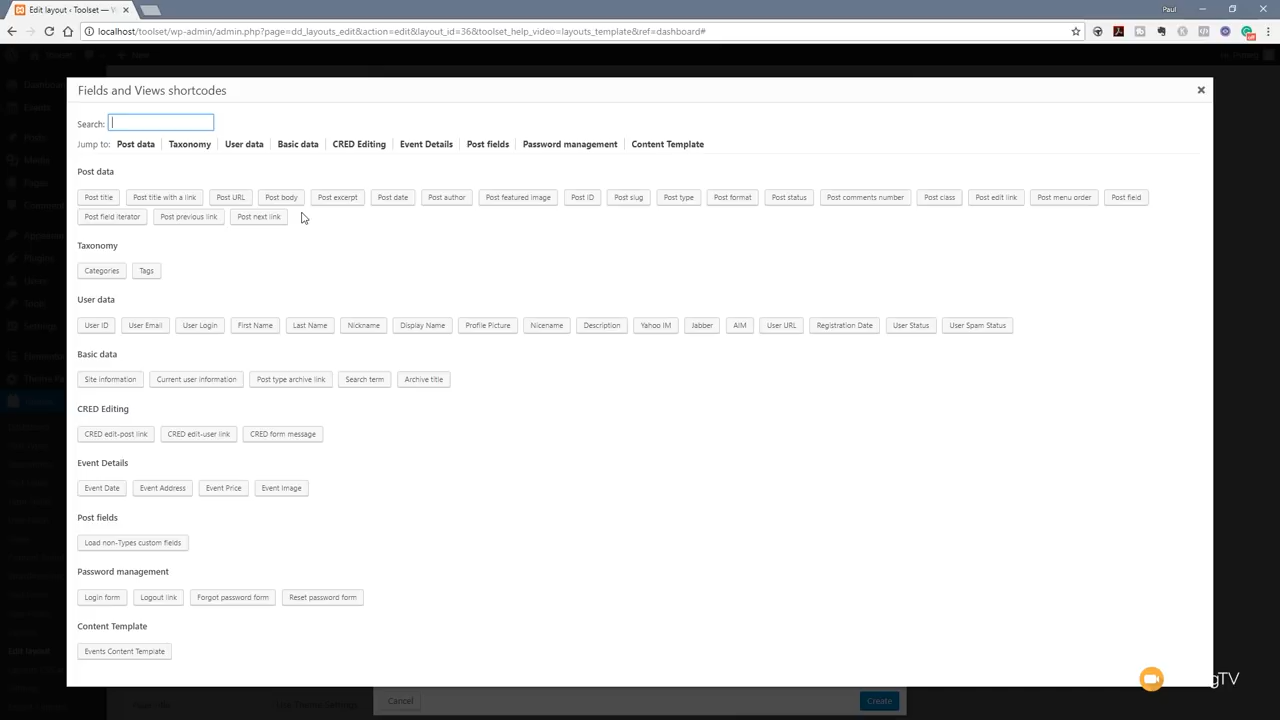 Edit layout ‹ Toolset —
Paul
localhost/toolset/wp-admin/admin.php?page=dd_layouts_edit&action=edit&layout_id=36&toolset_help_video=layouts_template&ref=dashboard#
Fields and Views shortcodes
Search:
Jump to: Post data Taxonomy User data Basic data CRED Editing Event Details Post fields Password management Content Template
Post data
Post title Post title with a link Post URL Post body Post excerpt Post date Post author Post featured image Post ID Post slug Post type Post format Post status Post comments number Post class Post edit link Post menu order Post field
Post field iterator Post previous link Post next link
Taxonomy
Categories Tags
User data
User ID User Email User Login First Name Last Name Nickname Display Name Profile Picture Nicename Description Yahoo IM Jabber AIM User URL Registration Date User Status User Spam Status
Basic data
Site information Current user information Post type archive link Search term Archive title
CRED Editing
CRED edit-post link CRED edit-user link CRED form message
Event Details
Event Date Event Address Event Price Event Image
Post fields
Load non-Types custom fields
Password management
Login form Logout link Forgot password form Reset password form
Content Template
Events Content Template
Edit layout
gTV
Cancel Create